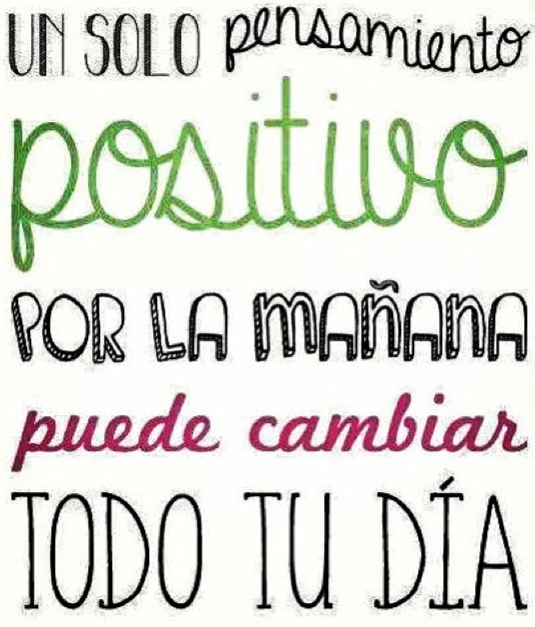 UN SOLO pensamiento
positivo
POR LA MAÑANA
puede cambiar
TODO TU DÍA